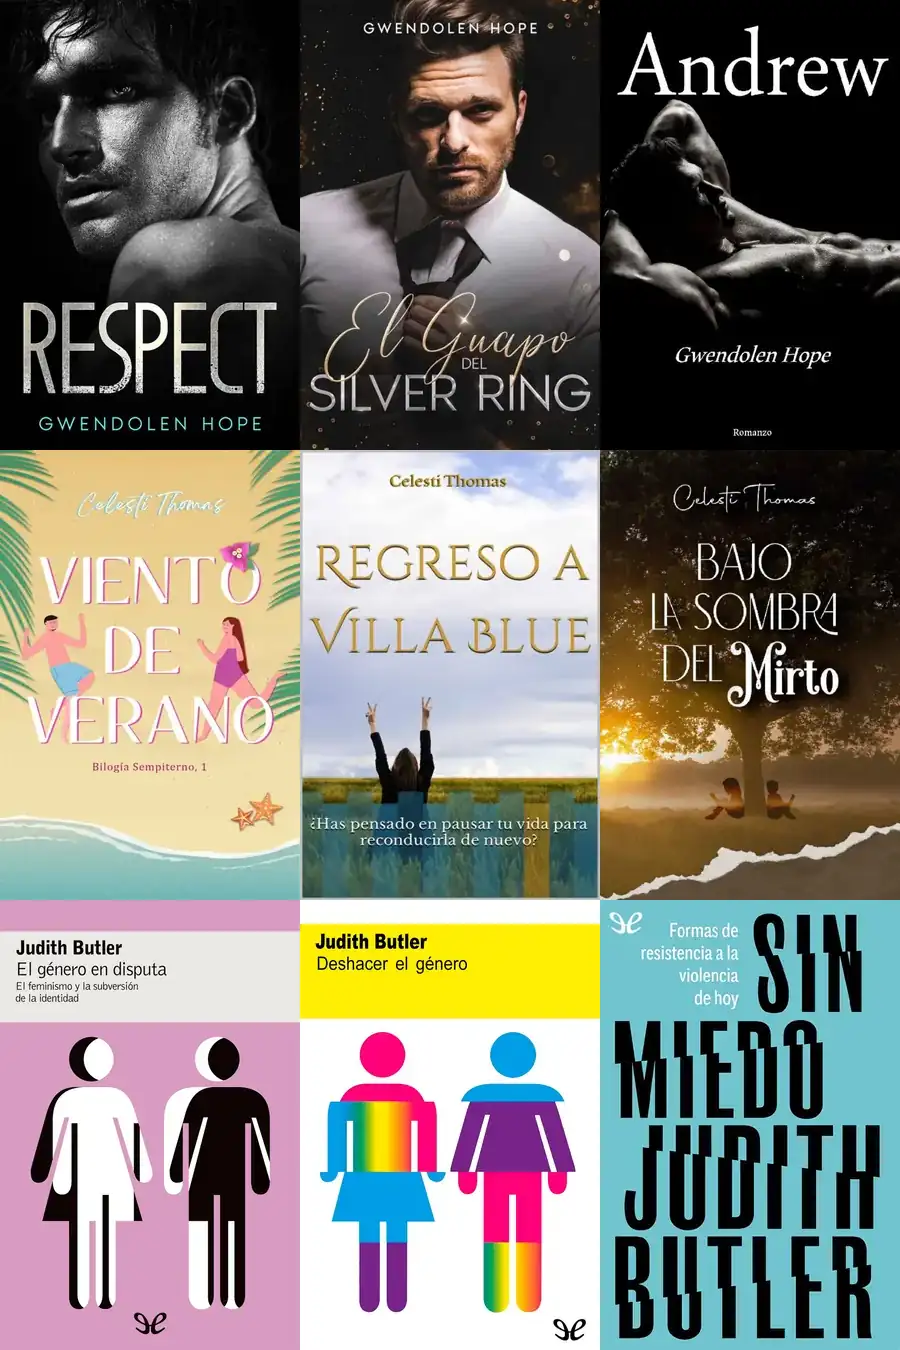 RESPECT
GWENDOLEN HOPE
GWENDOLEN HOPE
El Guapo
DEL
SILVER RING
Andrew
Gwendolen Hope
Romanzo
Celesti Thomas
VIENTO
DE
VERANO
Bilogía Sempiterno, 1
Celesti Thomas
REGRESO A
VILLA BLUE
¿Has pensado en pausar tu vida para
reconducirla de nuevo?
Celesti Thomas
BAJO
LA SOMBRA
DEL Mirto
Judith Butler
El género en disputa
El feminismo y la subversión
de la identidad
Judith Butler
Deshacer el género
Formas de
resistencia a la
violencia
de hoy
SIN
MIEDO
JUDITH
BUTLER